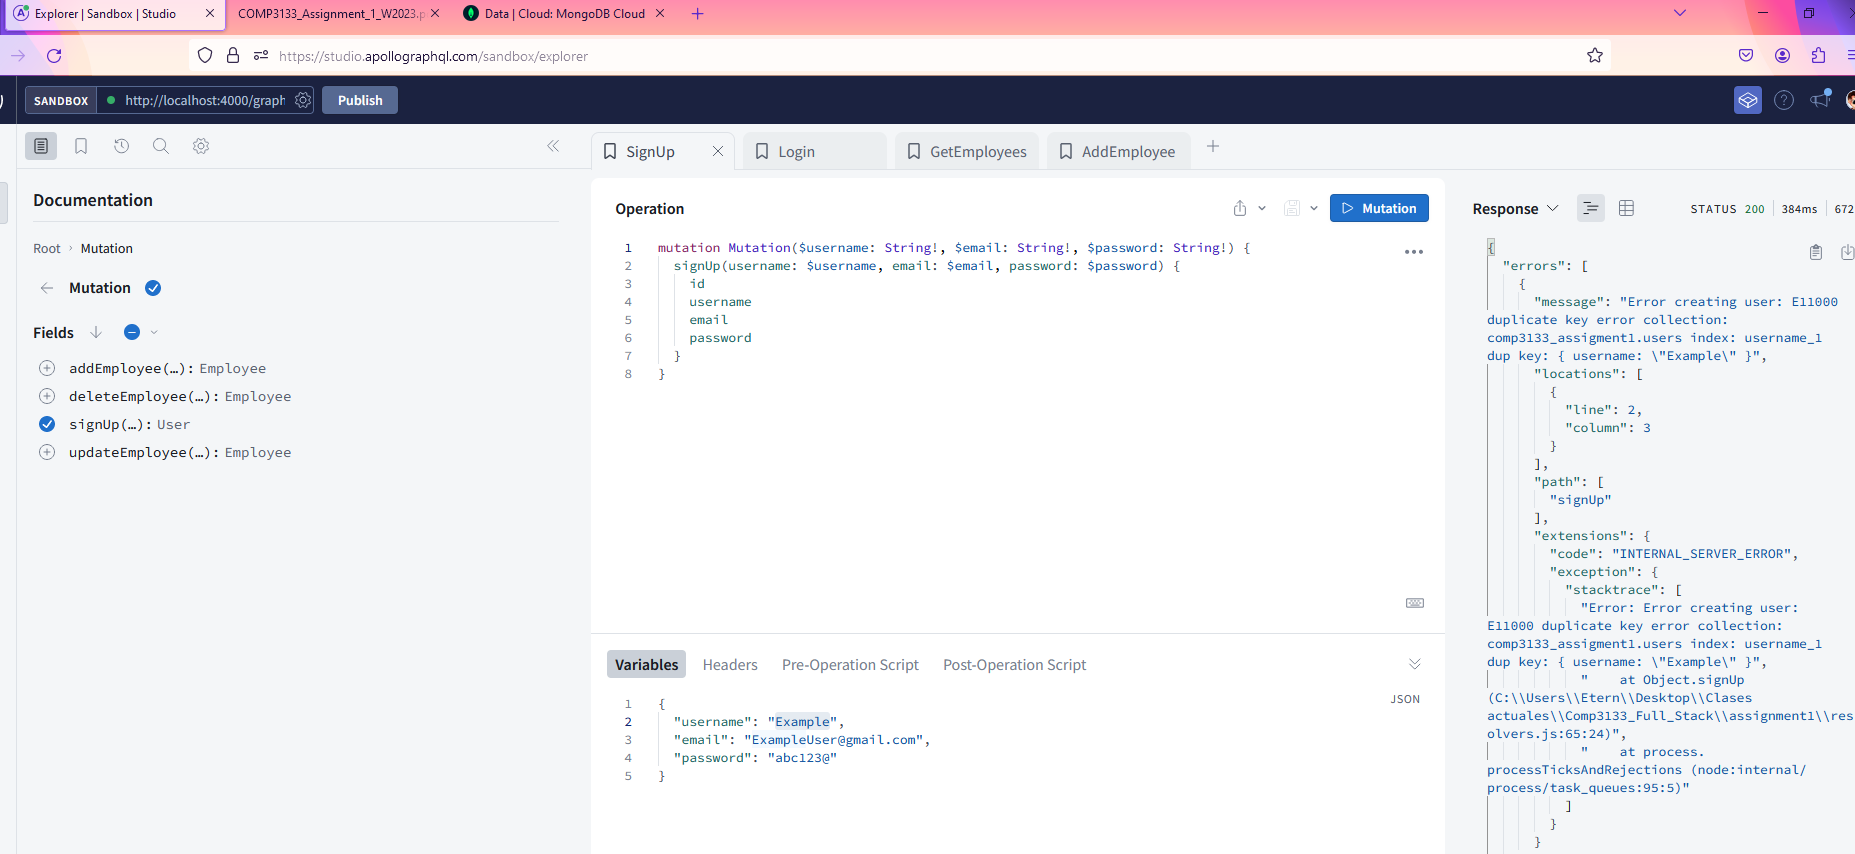 Explorer | Sandbox | Studio
COMP3133_Assignment_1_W2023.p
Data | Cloud: MongoDB Cloud
https://studio.apollographql.com/sandbox/explorer
SANDBOX
http://localhost:4000/graph
Publish
SignUp
Login
GetEmployees
AddEmployee
Documentation
Root › Mutation
Mutation
Fields
addEmployee(…): Employee
deleteEmployee(…): Employee
signUp(…): User
updateEmployee(…): Employee
Operation
Mutation
1 mutation Mutation($username: String!, $email: String!, $password: String!) {
2 signUp(username: $username, email: $email, password: $password) {
3 id
4 username
5 email
6 password
7 }
8 }
Variables
Headers
Pre-Operation Script
Post-Operation Script
JSON
1 {
2 "username": "Example",
3 "email": "ExampleUser@gmail.com",
4 "password": "abc123@"
5 }
Response
STATUS 200
384ms
672
{
"errors": [
{
"message": "Error creating user: E11000
duplicate key error collection:
comp3133_assigment1.users index: username_1
dup key: { username: \"Example\" }",
"locations": [
{
"line": 2,
"column": 3
}
],
"path": [
"signUp"
],
"extensions": {
"code": "INTERNAL_SERVER_ERROR",
"exception": {
"stacktrace": [
"Error: Error creating user:
E11000 duplicate key error collection:
comp3133_assigment1.users index: username_1
dup key: { username: \"Example\" }",
"    at Object.signUp
(C:\\Users\\Etern\\Desktop\\Clases
actuales\\Comp3133_Full_Stack\\assignment1\\res
olvers.js:65:24)",
"    at process.
processTicksAndRejections (node:internal/
process/task_queues:95:5)"
]
}
}